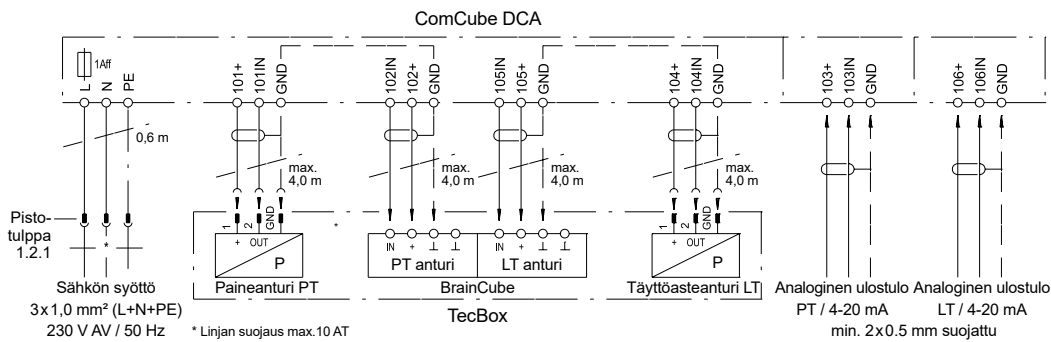 ComCube DCA
1Aff
L
N
PE
101+
101IN
GND
102IN
102+
GND
105IN
105+
GND
104+
104IN
GND
103+
103IN
GND
106+
106IN
GND
0,6 m
max.
4,0 m
max.
4,0 m
max.
4,0 m
max.
4,0 m
Pisto-
tulppa
1.2.1
*
1
2
GND
+ OUT
P
*
IN + ⊥ ⊥
PT anturi
IN + ⊥ ⊥
LT anturi
1
2
GND
+ OUT
P
Sähkön syöttö
3x1,0 mm² (L+N+PE)
230 V AV / 50 Hz
Paineanturi PT
BrainCube
Täyttöasteanturi LT
TecBox
* Linjan suojaus max.10 AT
Analoginen ulostulo
PT / 4-20 mA
Analoginen ulostulo
LT / 4-20 mA
min. 2x0.5 mm suojattu